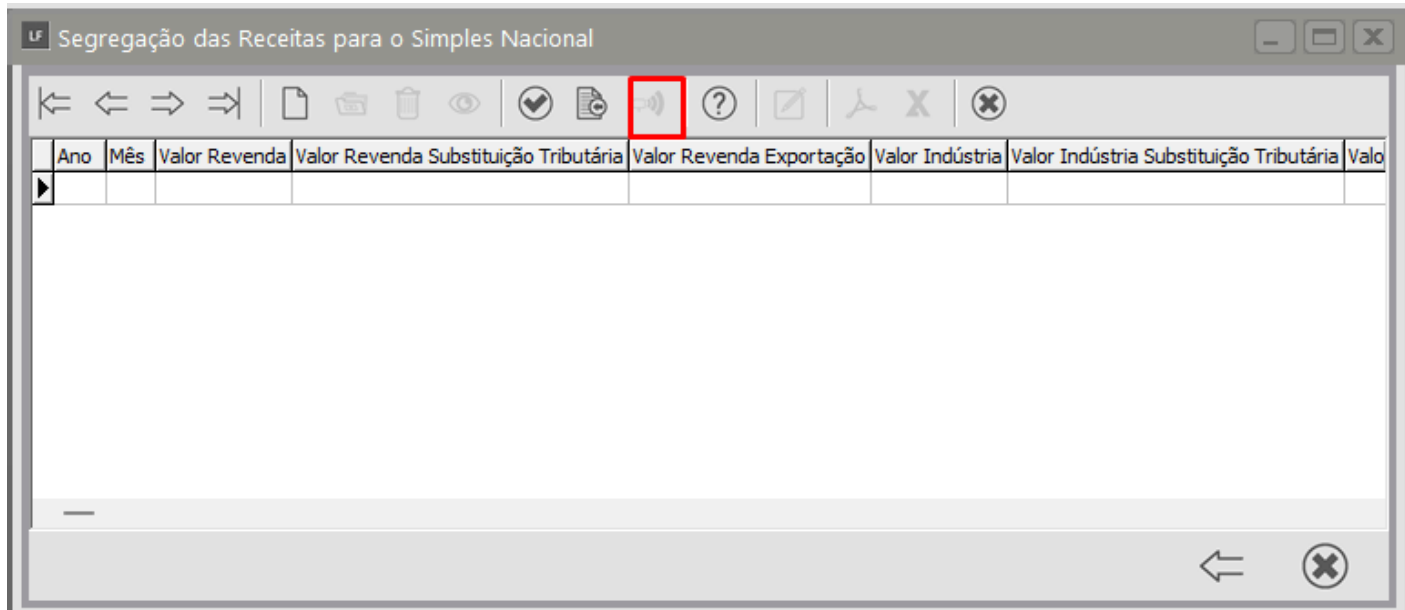 LF Segregação das Receitas para o Simples Nacional
Ano Mês Valor Revenda Valor Revenda Substituição Tributária Valor Revenda Exportação Valor Indústria Valor Indústria Substituição Tributária Valo